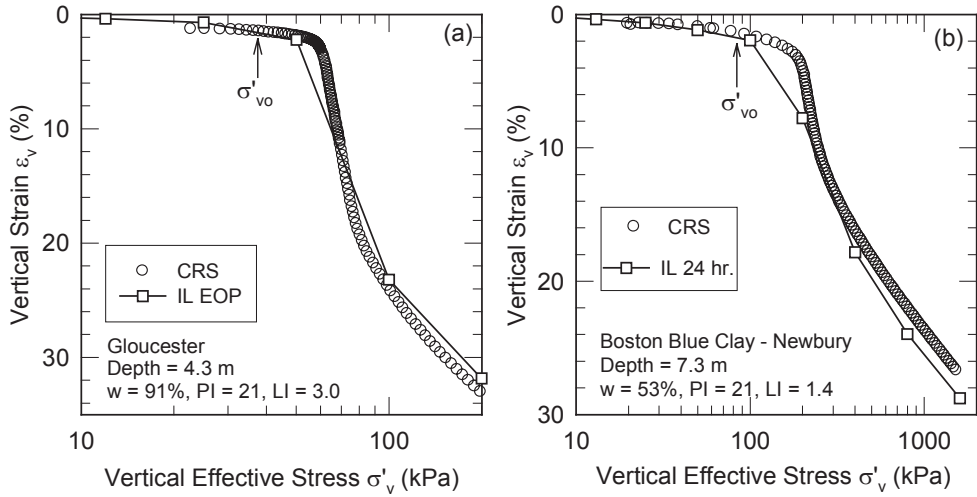 (a)
0
10
20
30
Vertical Strain εv (%)
σ'vo
CRS
IL EOP
Gloucester
Depth = 4.3 m
w = 91%, PI = 21, LI = 3.0
10
100
Vertical Effective Stress σ'v (kPa)
(b)
0
10
20
30
Vertical Strain εv (%)
σ'vo
CRS
IL 24 hr.
Boston Blue Clay - Newbury
Depth = 7.3 m
w = 53%, PI = 21, LI = 1.4
10
100
1000
Vertical Effective Stress σ'v (kPa)